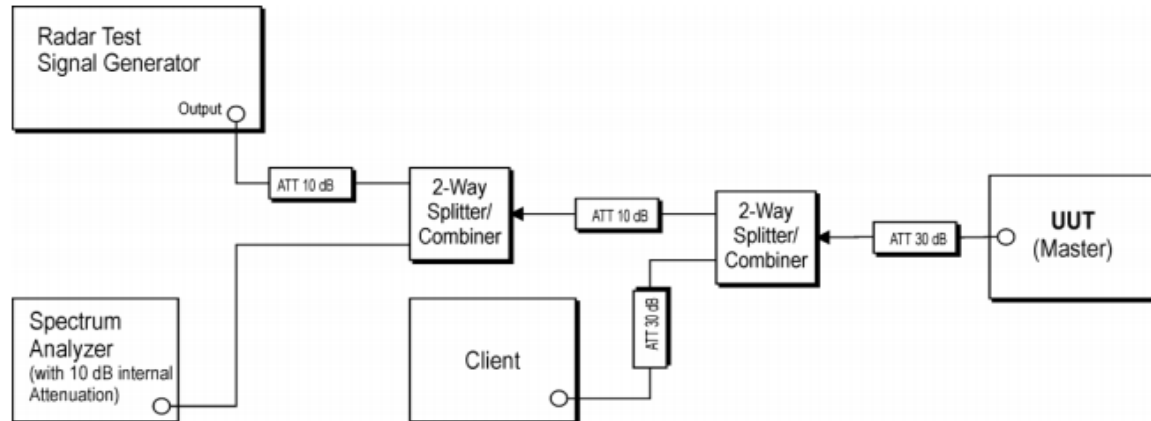 Radar Test
Signal Generator
Output
ATT 10 dB
2-Way
Splitter/
Combiner
ATT 10 dB
2-Way
Splitter/
Combiner
ATT 30 dB
UUT
(Master)
Spectrum
Analyzer
(with 10 dB internal
Attenuation)
Client
ATT 30 dB